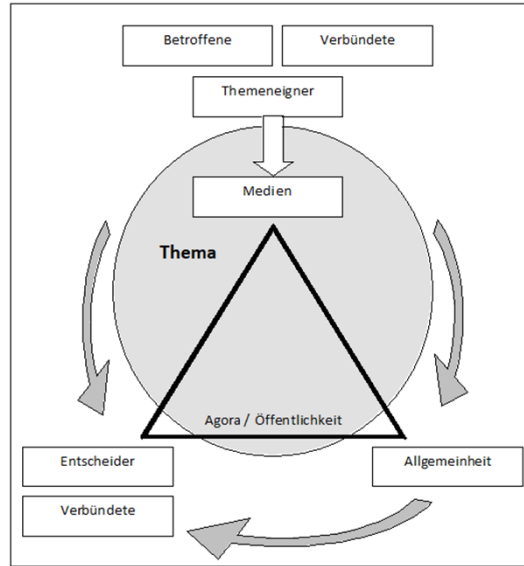 Betroffene
Verbündete
Themeneigner
Medien
Thema
Agora / Öffentlichkeit
Entscheider
Allgemeinheit
Verbündete